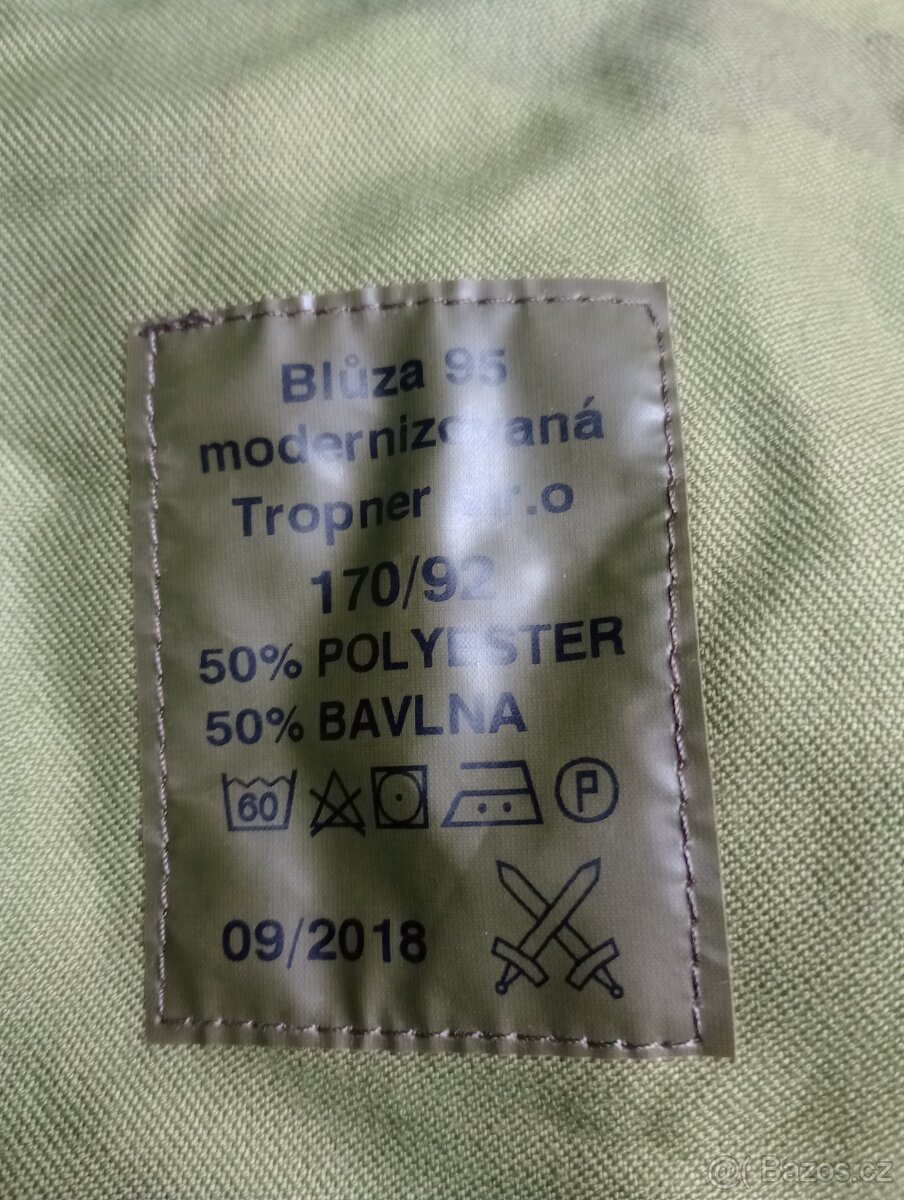 Blůza 95
modernizovaná
Tropner s.r.o
170/92
50% POLYESTER
50% BAVLNA
60 P
09/2018
Bazos.cz